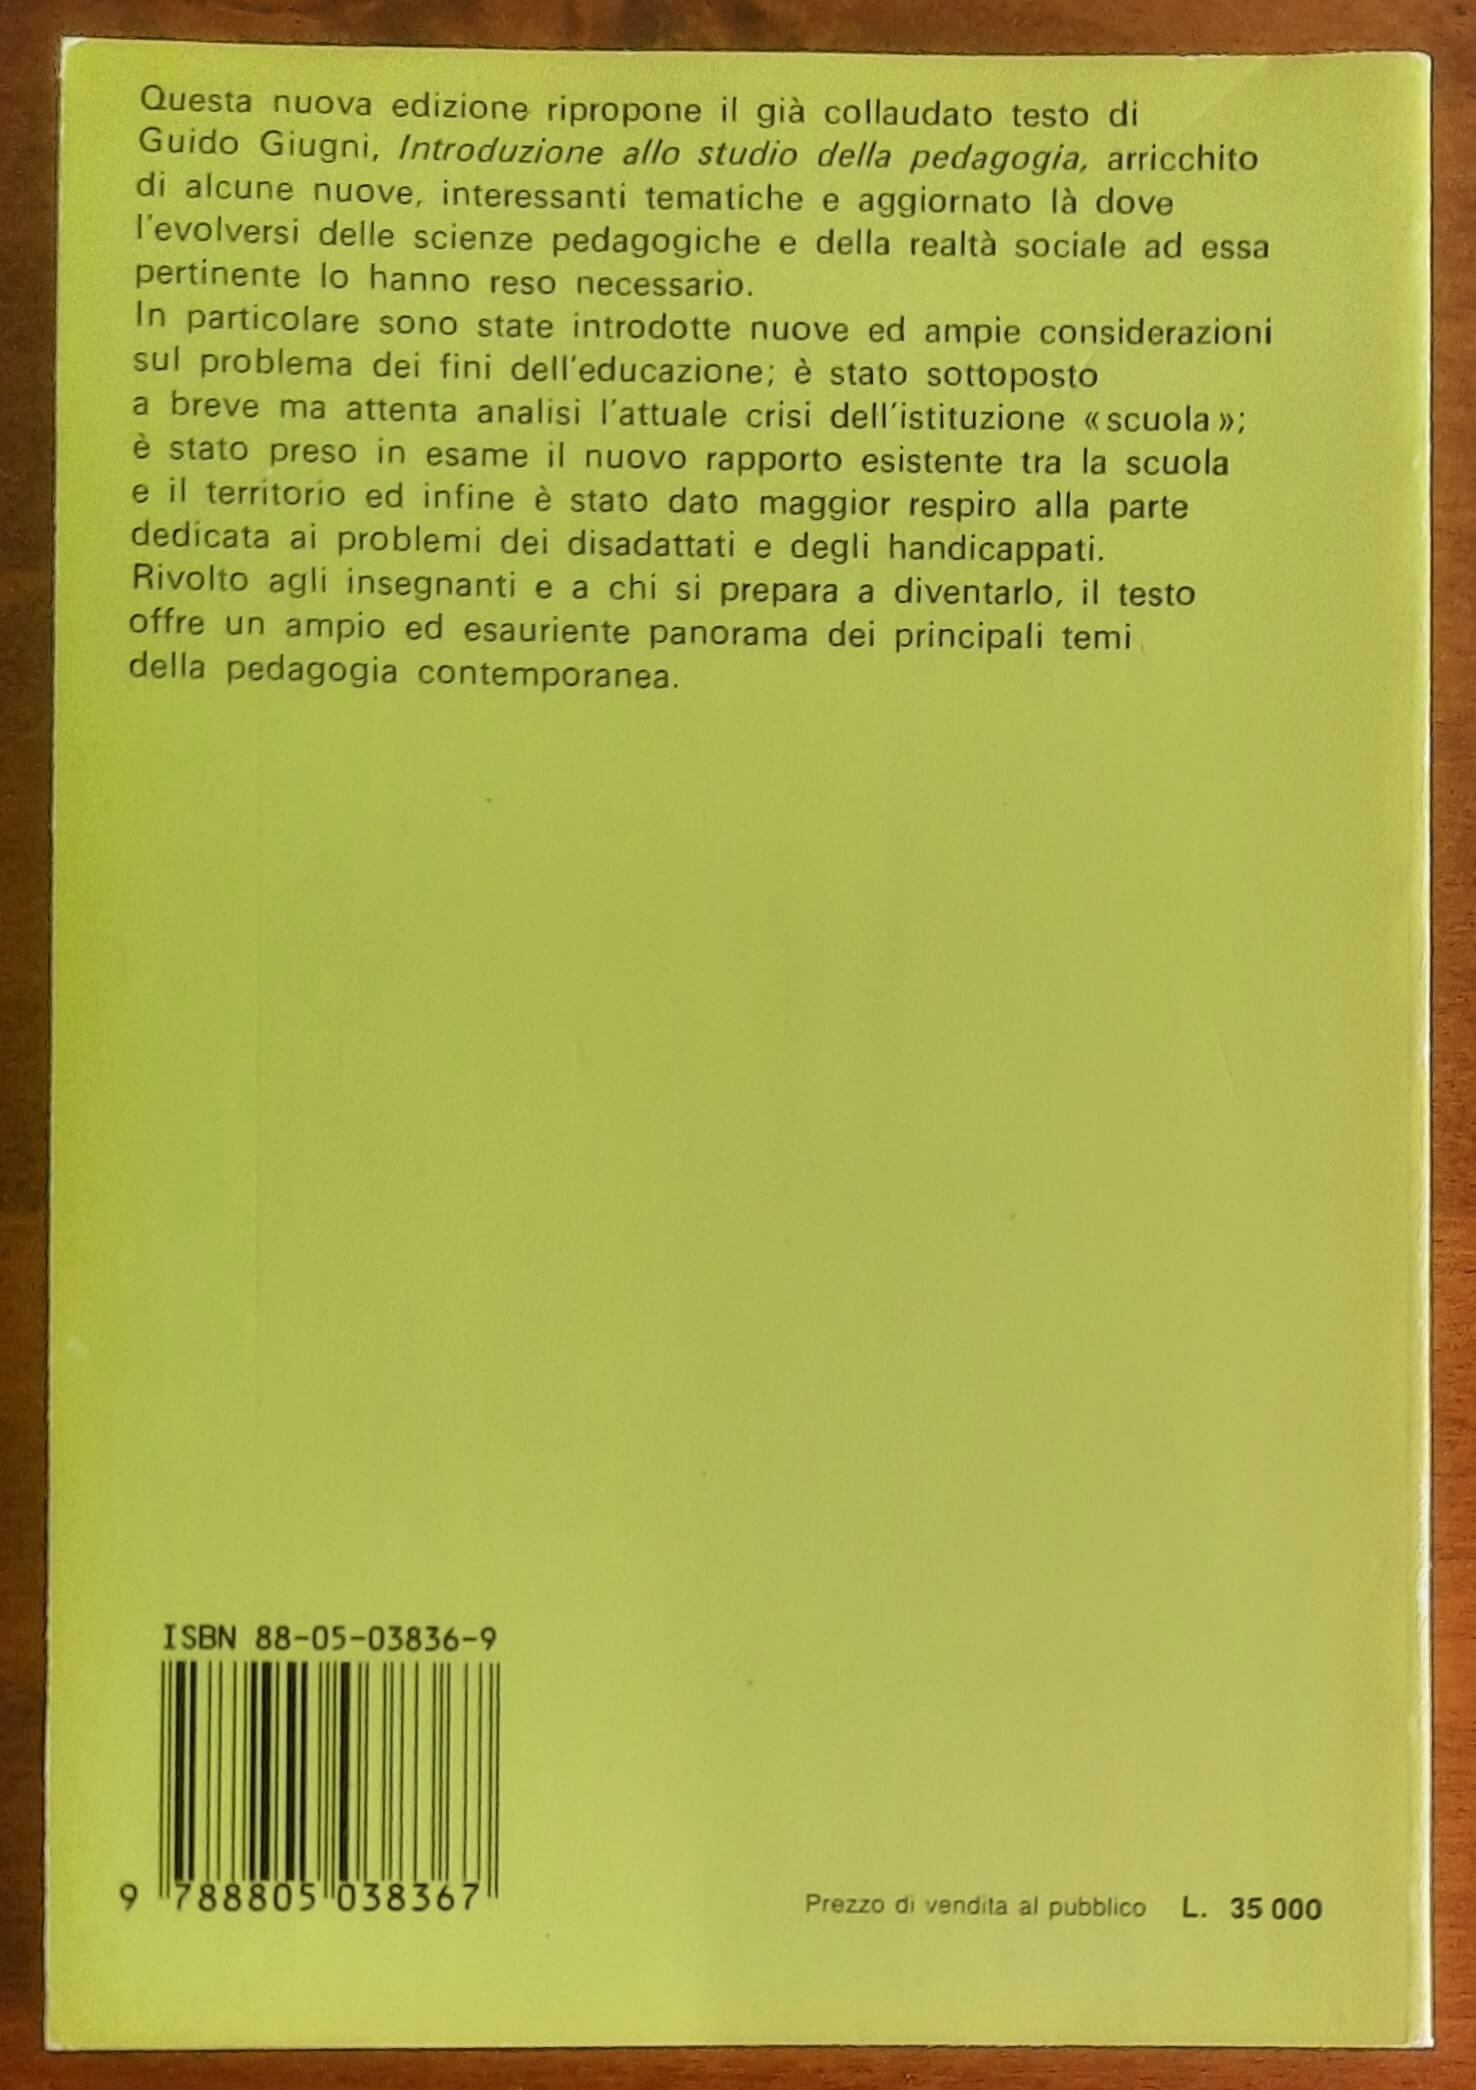 Questa nuova edizione ripropone il già collaudato testo di
Guido Giugni, Introduzione allo studio della pedagogia, arricchito
di alcune nuove, interessanti tematiche e aggiornato là dove
l'evolversi delle scienze pedagogiche e della realtà sociale ad essa
pertinente lo hanno reso necessario.
In particolare sono state introdotte nuove ed ampie considerazioni
sul problema dei fini dell'educazione; è stato sottoposto
a breve ma attenta analisi l'attuale crisi dell'istituzione «scuola»;
è stato preso in esame il nuovo rapporto esistente tra la scuola
e il territorio ed infine è stato dato maggior respiro alla parte
dedicata ai problemi dei disadattati e degli handicappati.
Rivolto agli insegnanti e a chi si prepara a diventarlo, il testo
offre un ampio ed esauriente panorama dei principali temi
della pedagogia contemporanea.
ISBN 88-05-03836-9
9 788805 038367
Prezzo di vendita al pubblico L. 35 000